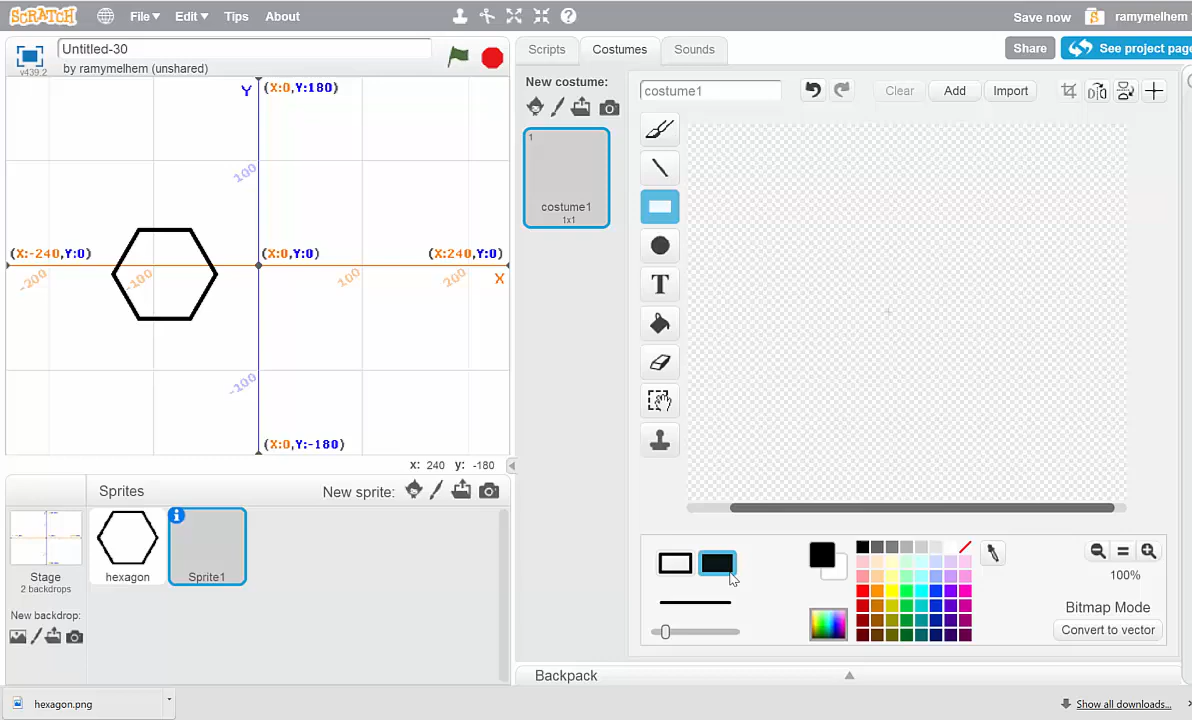 SCRATCH File▾ Edit▾ Tips About Save now ramymelhem
v439.2
Untitled-30
by ramymelhem (unshared)
Scripts Costumes Sounds Share See project page
New costume:
costume1 Clear Add Import
1
costume1
1x1
Y (X:0,Y:180)
100
(X:-240,Y:0) (X:0,Y:0) (X:240,Y:0)
-200 -100 100 200 X
-100
(X:0,Y:-180)
x: 240 y: -180
T
Sprites New sprite:
Stage
2 backdrops
New backdrop:
hexagon
Sprite1
100%
Bitmap Mode
Convert to vector
Backpack
hexagon.png Show all downloads...